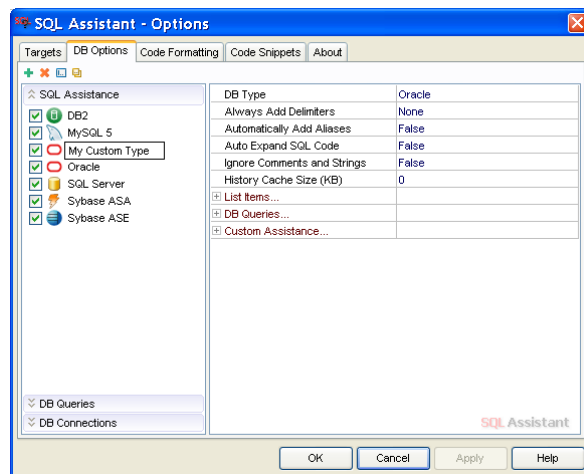 SQL Assistant - Options
Targets DB Options Code Formatting Code Snippets About
SQL Assistance
DB2
MySQL 5
My Custom Type
Oracle
SQL Server
Sybase ASA
Sybase ASE
DB Queries
DB Connections
DB Type Oracle
Always Add Delimiters None
Automatically Add Aliases False
Auto Expand SQL Code False
Ignore Comments and Strings False
History Cache Size (KB) 0
List Items...
DB Queries...
Custom Assistance...
SQL Assistant
OK Cancel Apply Help